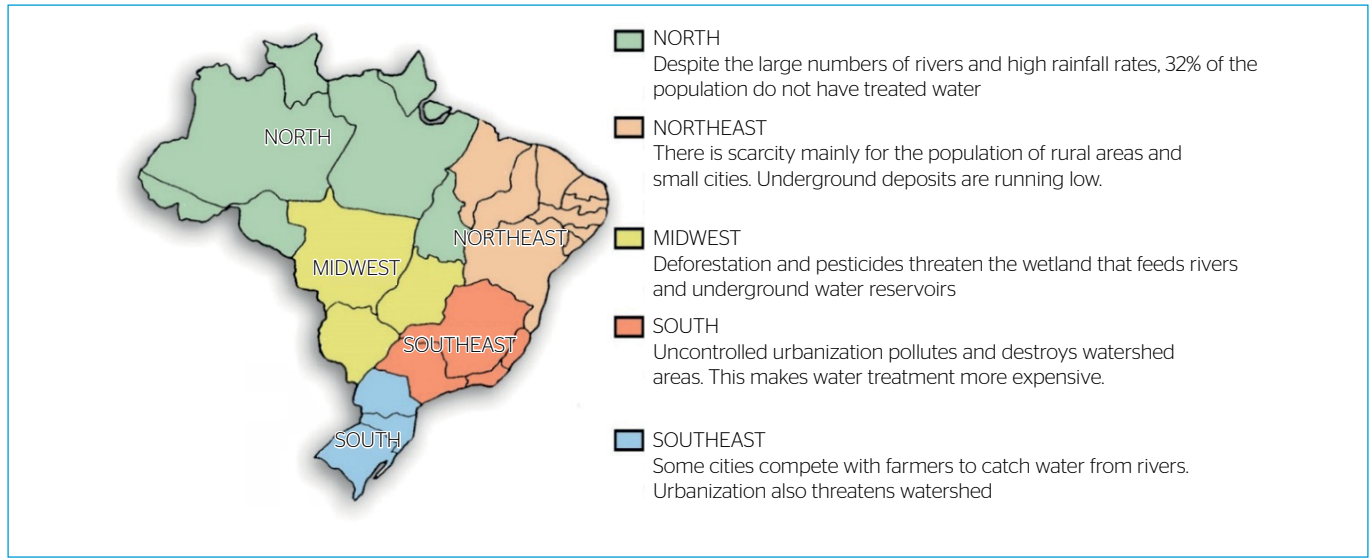 NORTH
NORTHEAST
MIDWEST
SOUTHEAST
SOUTH
NORTH
Despite the large numbers of rivers and high rainfall rates, 32% of the
population do not have treated water
NORTHEAST
There is scarcity mainly for the population of rural areas and
small cities. Underground deposits are running low.
MIDWEST
Deforestation and pesticides threaten the wetland that feeds rivers
and underground water reservoirs
SOUTH
Uncontrolled urbanization pollutes and destroys watershed
areas. This makes water treatment more expensive.
SOUTHEAST
Some cities compete with farmers to catch water from rivers.
Urbanization also threatens watershed